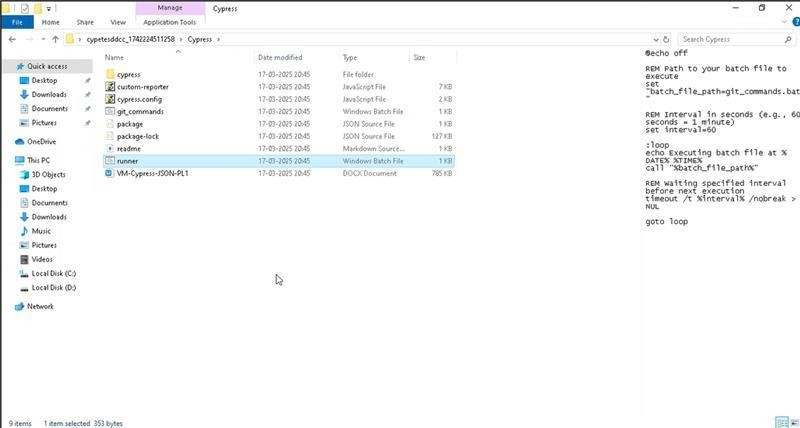 Manage
Cypress
File
Home
Share
View
Application Tools
cypetesddcc_1742224511258 > Cypress >
Search Cypress
Quick access
Desktop
Downloads
Documents
Pictures
OneDrive
This PC
3D Objects
Desktop
Documents
Downloads
Music
Pictures
Videos
Local Disk (C:)
Local Disk (D:)
Network
Name Date modified Type Size
cypress 17-03-2025 20:45 File folder
custom-reporter 17-03-2025 20:45 JavaScript File 7 KB
cypress.config 17-03-2025 20:45 JavaScript File 2 KB
git_commands 17-03-2025 20:45 Windows Batch File 1 KB
package 17-03-2025 20:45 JSON Source File 1 KB
package-lock 17-03-2025 20:45 JSON Source File 127 KB
readme 17-03-2025 20:45 Markdown Source... 1 KB
runner 17-03-2025 20:45 Windows Batch File 1 KB
VM-Cypress-JSON-PL1 17-03-2025 20:45 DOCX Document 785 KB
@echo off
REM Path to your batch file to
execute
set
"batch_file_path=git_commands.bat
"
REM Interval in seconds (e.g., 60
seconds = 1 minute)
set interval=60
:loop
echo Executing batch file at %
DATE% %TIME%
call "%batch_file_path%"
REM Waiting specified interval
before next execution
timeout /t %interval% /nobreak >
NUL
goto loop
9 items 1 item selected 353 bytes